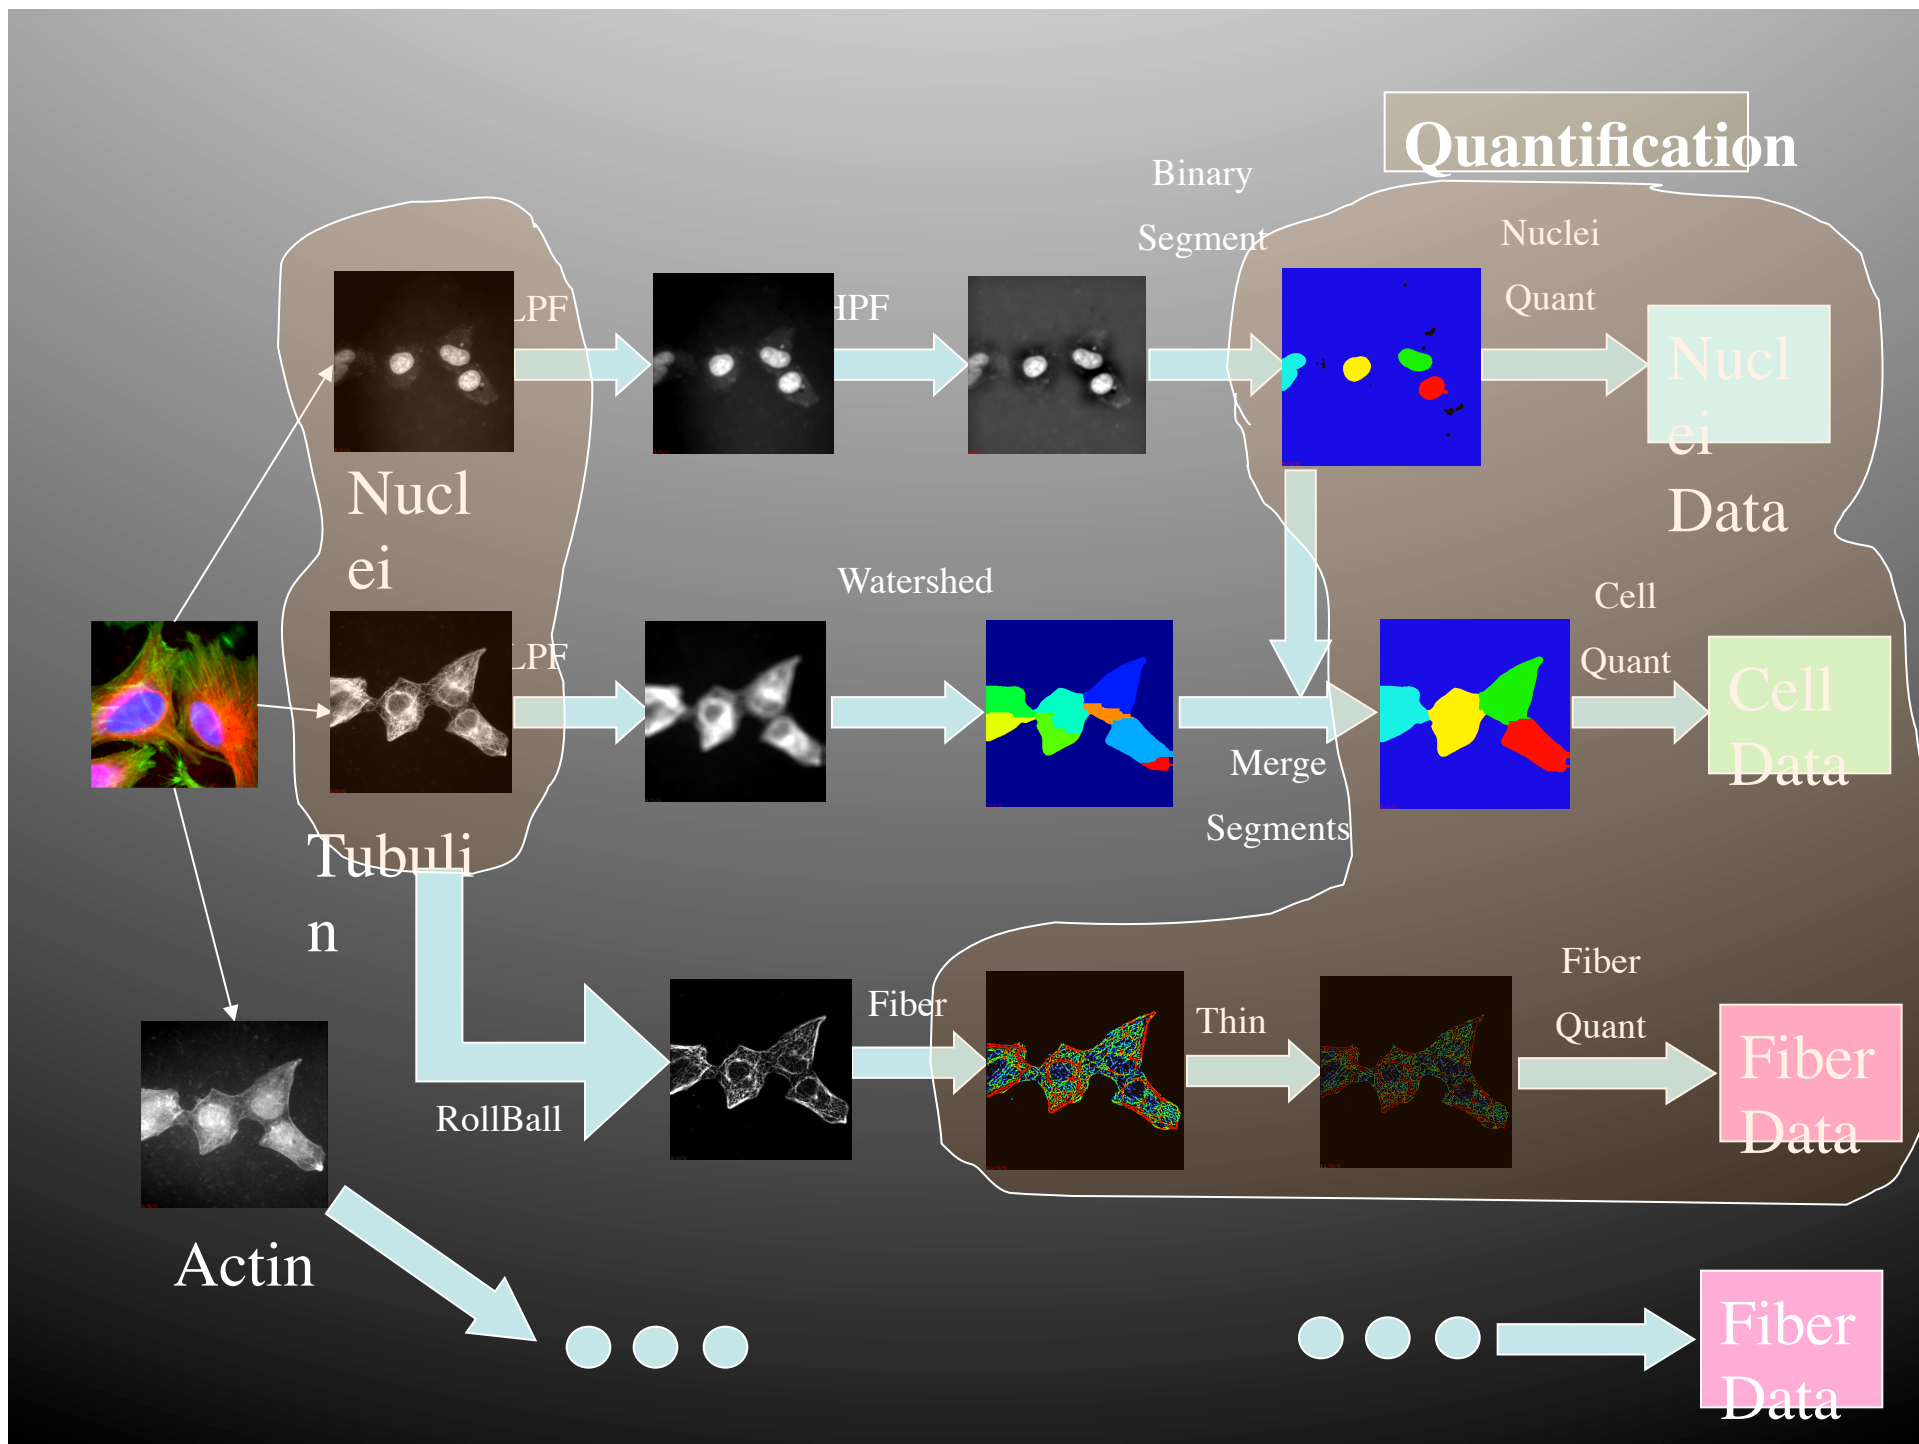 Quantification
Binary
Segment
Nuclei
Quant
LPF
HPF
Nucl
ei
Data
Nucl
ei
Watershed
Cell
Quant
LPF
Cell
Data
Merge
Segments
Tubuli
n
Fiber
Thin
Fiber
Quant
Fiber
Data
RollBall
Actin
Fiber
Data